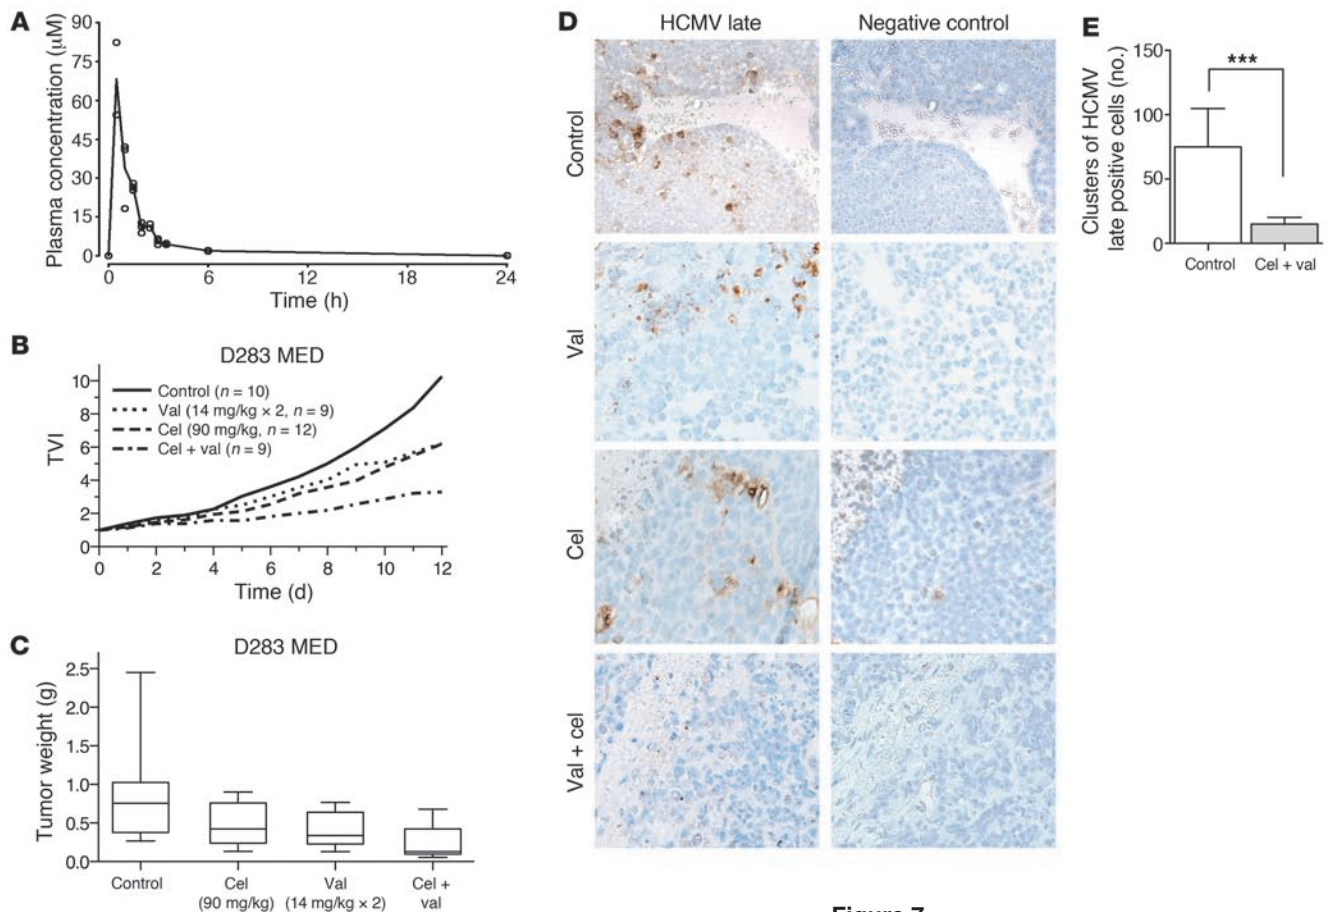 A
Plasma concentration (µM)
90
75
60
45
30
15
0
0 6 12 18 24
Time (h)
B
D283 MED
TVI
10
8
6
4
2
0
Control (n = 10)
Val (14 mg/kg × 2, n = 9)
Cel (90 mg/kg, n = 12)
Cel + val (n = 9)
0 2 4 6 8 10 12
Time (d)
C
D283 MED
Tumor weight (g)
2.5
2.0
1.5
1.0
0.5
0.0
Control Cel Val Cel +
(90 mg/kg) (14 mg/kg × 2) val
D
HCMV late Negative control
Control
Val
Cel
Val + cel
E
Clusters of HCMV
late positive cells (no.)
150
100
50
0
***
Control Cel + val
Figure 7